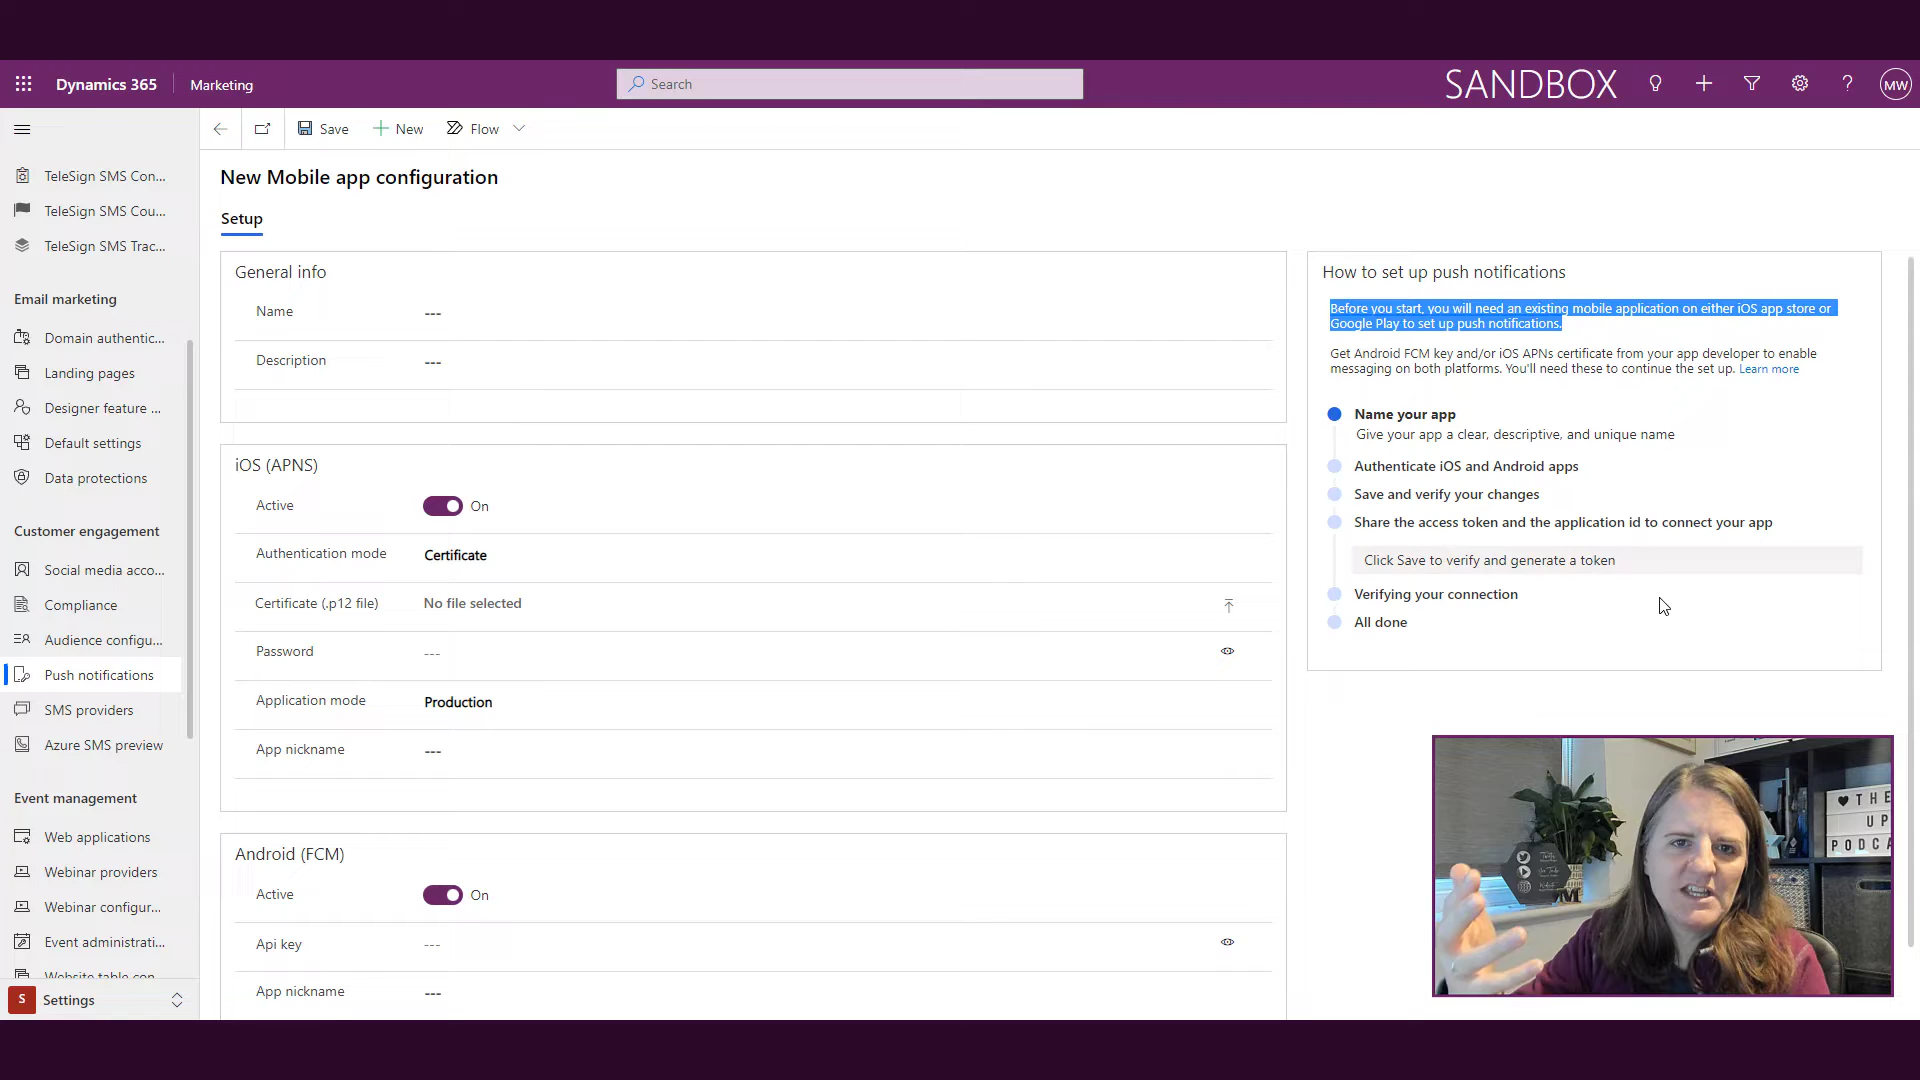 Dynamics 365
Marketing
Search
SANDBOX
MW
Save
New
Flow
TeleSign SMS Con...
TeleSign SMS Cou...
TeleSign SMS Trac...
Email marketing
Domain authentic...
Landing pages
Designer feature ...
Default settings
Data protections
Customer engagement
Social media acco...
Compliance
Audience configu...
Push notifications
SMS providers
Azure SMS preview
Event management
Web applications
Webinar providers
Webinar configur...
Event administrati...
Website table con...
S
Settings
New Mobile app configuration
Setup
General info
Name
---
Description
---
iOS (APNS)
Active
On
Authentication mode
Certificate
Certificate (.p12 file)
No file selected
Password
---
Application mode
Production
App nickname
---
Android (FCM)
Active
On
Api key
---
App nickname
---
How to set up push notifications
Before you start, you will need an existing mobile application on either iOS app store or
Google Play to set up push notifications.
Get Android FCM key and/or iOS APNs certificate from your app developer to enable
messaging on both platforms. You'll need these to continue the set up. Learn more
Name your app
Give your app a clear, descriptive, and unique name
Authenticate iOS and Android apps
Save and verify your changes
Share the access token and the application id to connect your app
Click Save to verify and generate a token
Verifying your connection
All done
THE
UP
PODCA